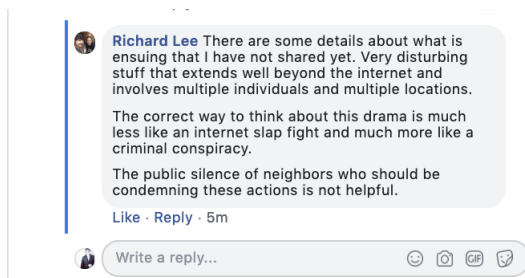 Richard Lee There are some details about what is
ensuing that I have not shared yet. Very disturbing
stuff that extends well beyond the internet and
involves multiple individuals and multiple locations.
The correct way to think about this drama is much
less like an internet slap fight and much more like a
criminal conspiracy.
The public silence of neighbors who should be
condemning these actions is not helpful.
Like · Reply · 5m
Write a reply...
GIF